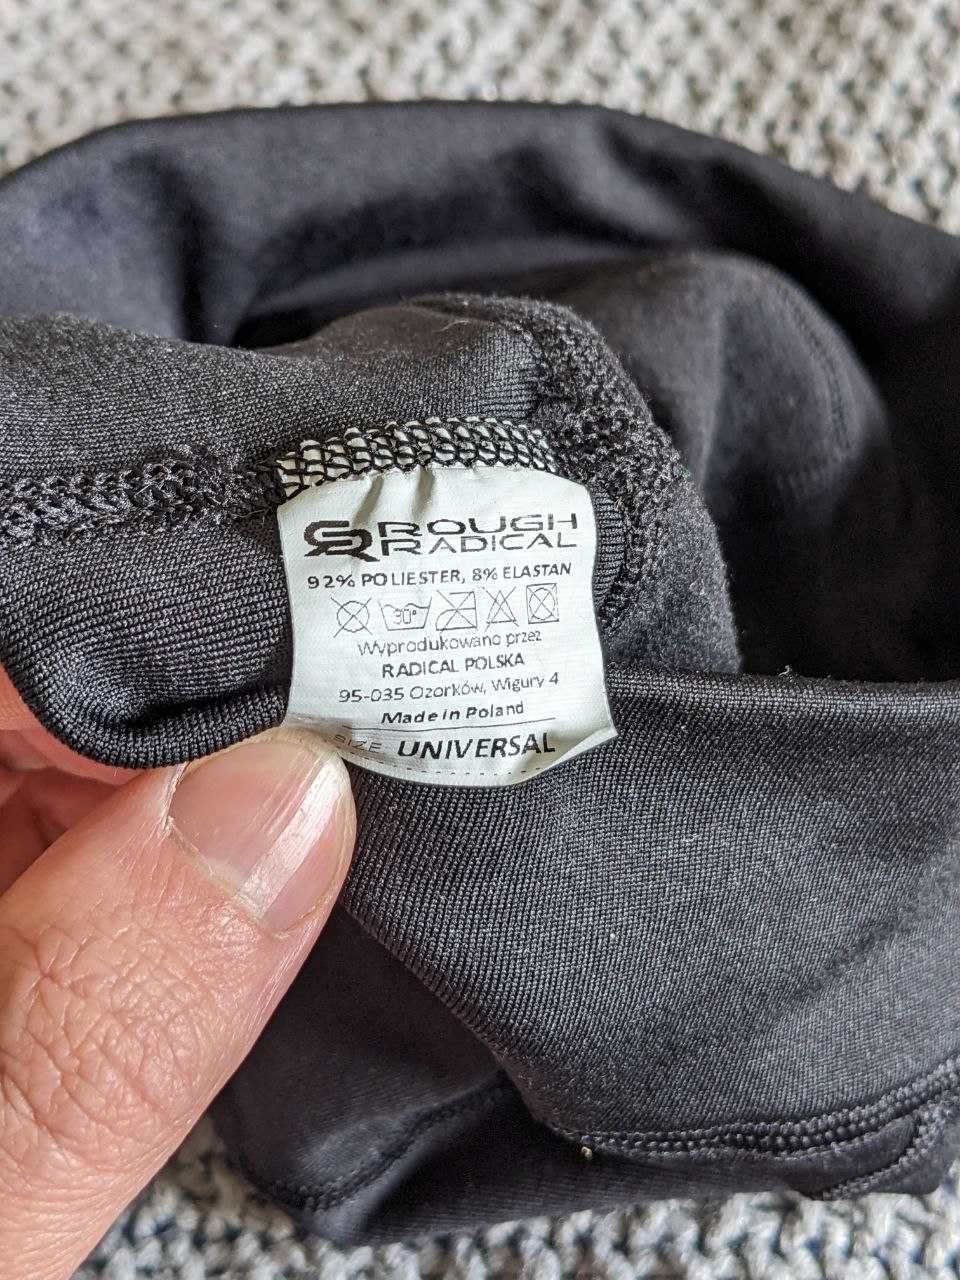 ROUGH
RADICAL
92% POLIESTER, 8% ELASTAN
30°
Wyprodukowano przez
RADICAL POLSKA
95-035 Ozorków, Wigury 4
Made in Poland
SIZE UNIVERSAL